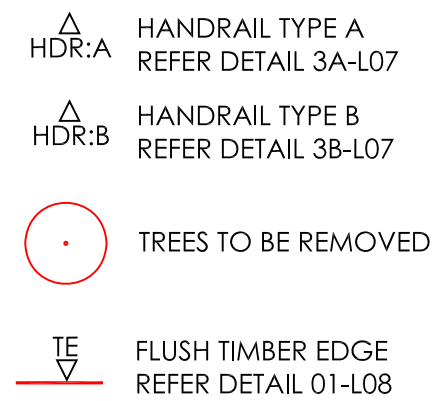 HDR:A
HANDRAIL TYPE A
REFER DETAIL 3A-L07
HDR:B
HANDRAIL TYPE B
REFER DETAIL 3B-L07
TREES TO BE REMOVED
TE
FLUSH TIMBER EDGE
REFER DETAIL 01-L08